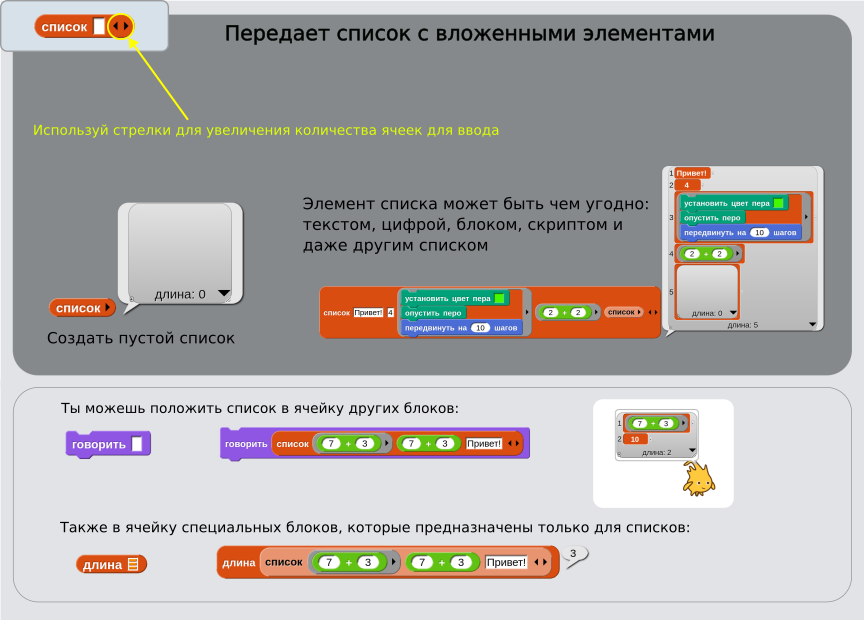 список
Передает список с вложенными элементами
Используй стрелки для увеличения количества ячеек для ввода
длина: 0
список
Создать пустой список
Элемент списка может быть чем угодно:
текстом, цифрой, блоком, скриптом и
даже другим списком
список Привет! 4
установить цвет пера
опустить перо
передвинуть на 10 шагов
2 + 2
список
1 Привет!
2 4
3
установить цвет пера
опустить перо
передвинуть на 10 шагов
4 2 + 2
5
длина: 0
длина: 5
Ты можешь положить список в ячейку других блоков:
говорить
говорить список 7 + 3 7 + 3 Привет!
1 7 + 3
2 10
длина: 2
Также в ячейку специальных блоков, которые предназначены только для списков:
длина
длина список 7 + 3 7 + 3 Привет!
3